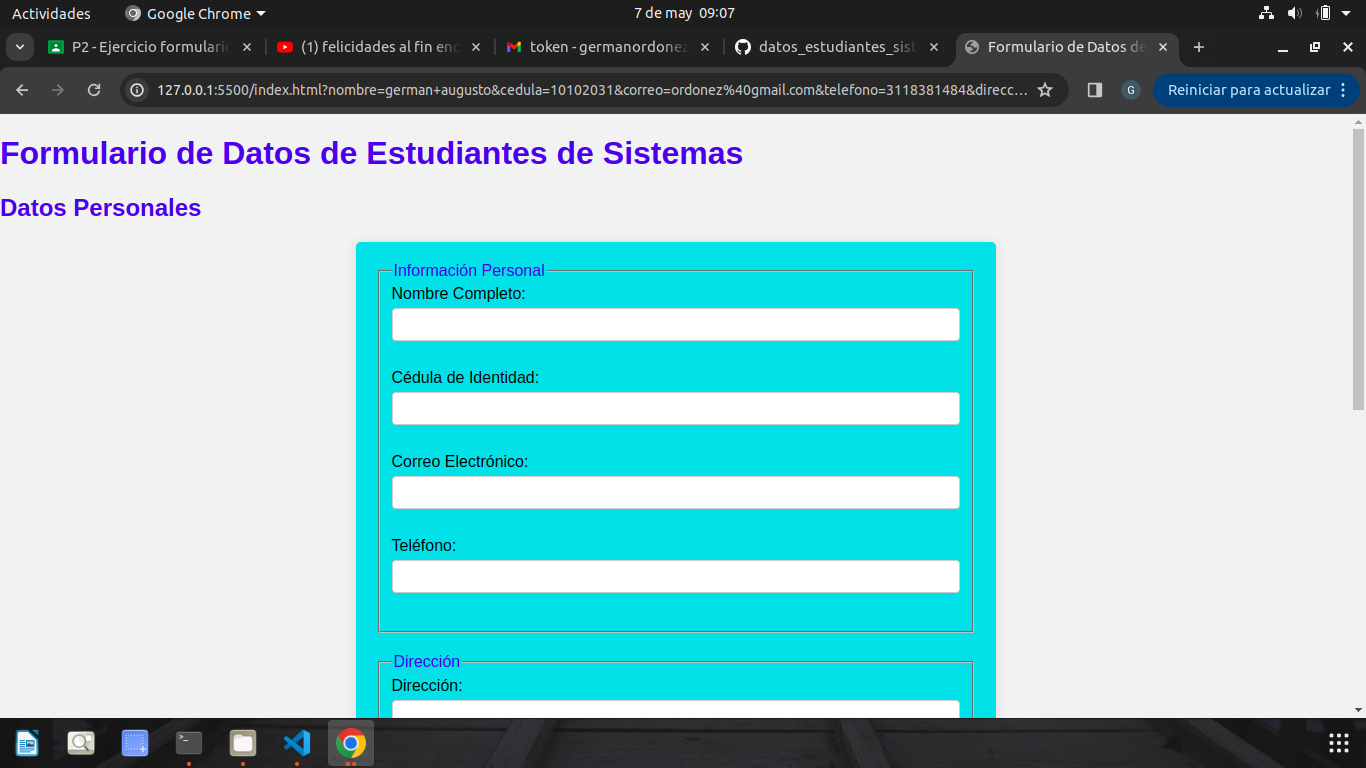 Actividades
Google Chrome
7 de may 09:07
P2 - Ejercicio formulario
(1) felicidades al fin enc
token - germanordonez
datos_estudiantes_sist
Formulario de Datos de
127.0.0.1:5500/index.html?nombre=german+augusto&cedula=10102031&correo=ordonez%40gmail.com&telefono=3118381484&direcc...
G
Reiniciar para actualizar
Formulario de Datos de Estudiantes de Sistemas
Datos Personales
Información Personal
Nombre Completo:
Cédula de Identidad:
Correo Electrónico:
Teléfono:
Dirección
Dirección: